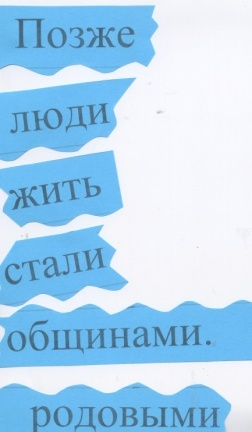 Позже
люди
жить
стали
общинами.
родовыми